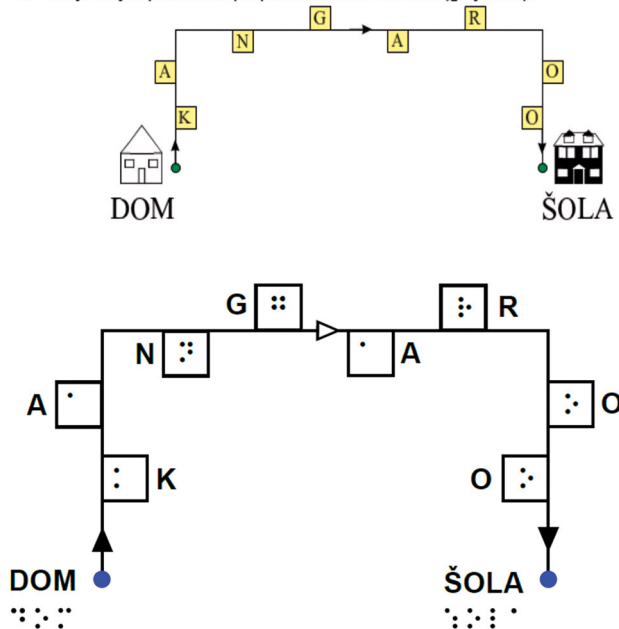 G R
N A
A O
K O
DOM ŠOLA
G ⠛ ⠗ R
N ⠝ ⠁ A
A ⠁ ⠕ O
⠅ K O ⠕
DOM ŠOLA
⠙⠕⠍ ⠱⠕⠇⠁